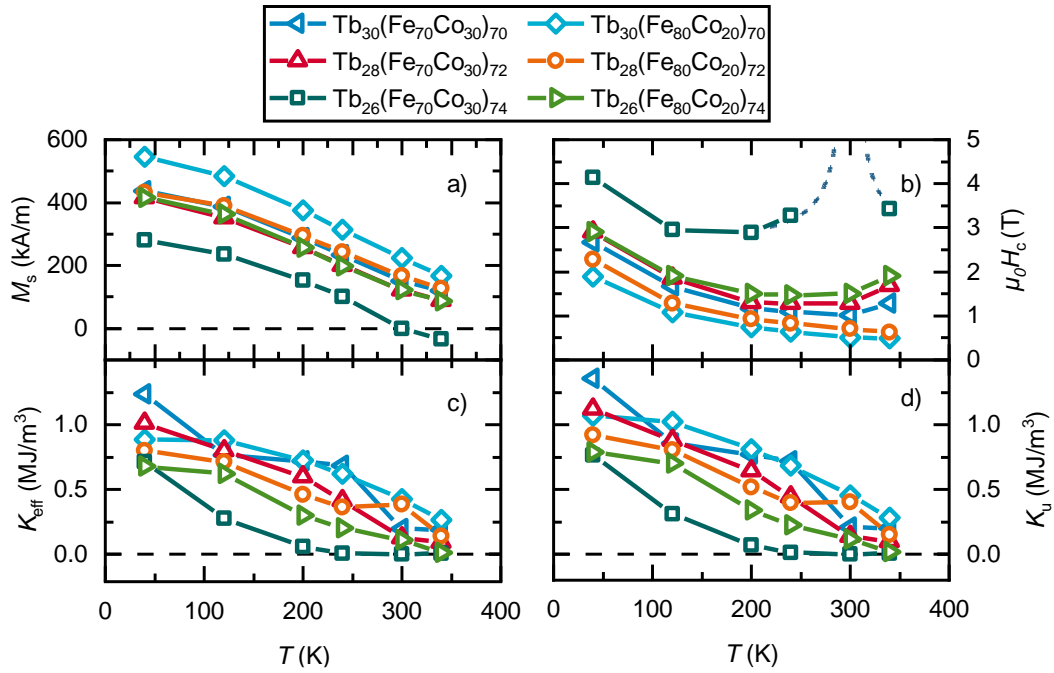 Tb30(Fe70Co30)70 Tb30(Fe80Co20)70
Tb28(Fe70Co30)72 Tb28(Fe80Co20)72
Tb26(Fe70Co30)74 Tb26(Fe80Co20)74
600
400
200
0
Ms (kA/m)
a)
5
4
3
2
1
0
μ0Hc (T)
b)
1.0
0.5
0.0
Keff (MJ/m³)
c)
1.0
0.5
0.0
Ku (MJ/m³)
d)
0 100 200 300 400
0 100 200 300 400
T (K)
T (K)